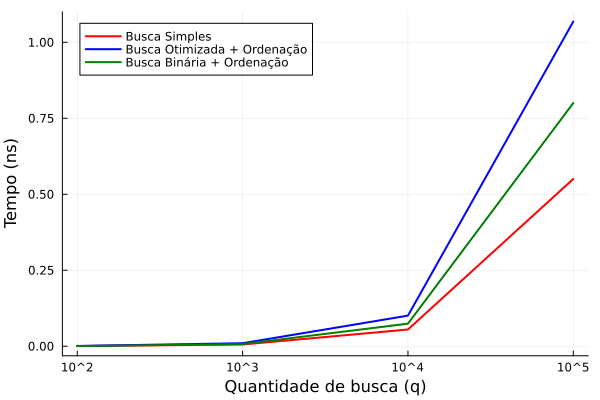 Busca Simples
Busca Otimizada + Ordenação
Busca Binária + Ordenação
1.00
0.75
0.50
0.25
0.00
Tempo (ns)
10^2
10^3
10^4
10^5
Quantidade de busca (q)